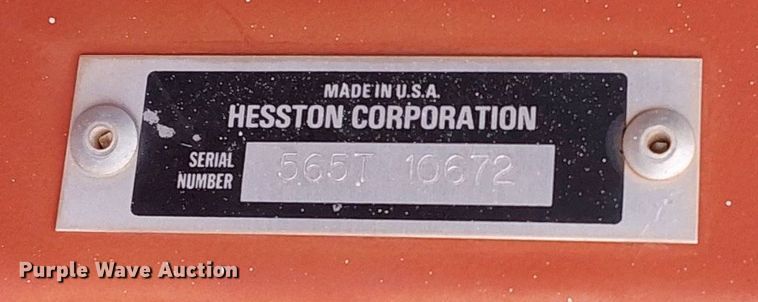 MADE IN U.S.A.
HESSTON CORPORATION
SERIAL
NUMBER
565T 10672
Purple Wave Auction